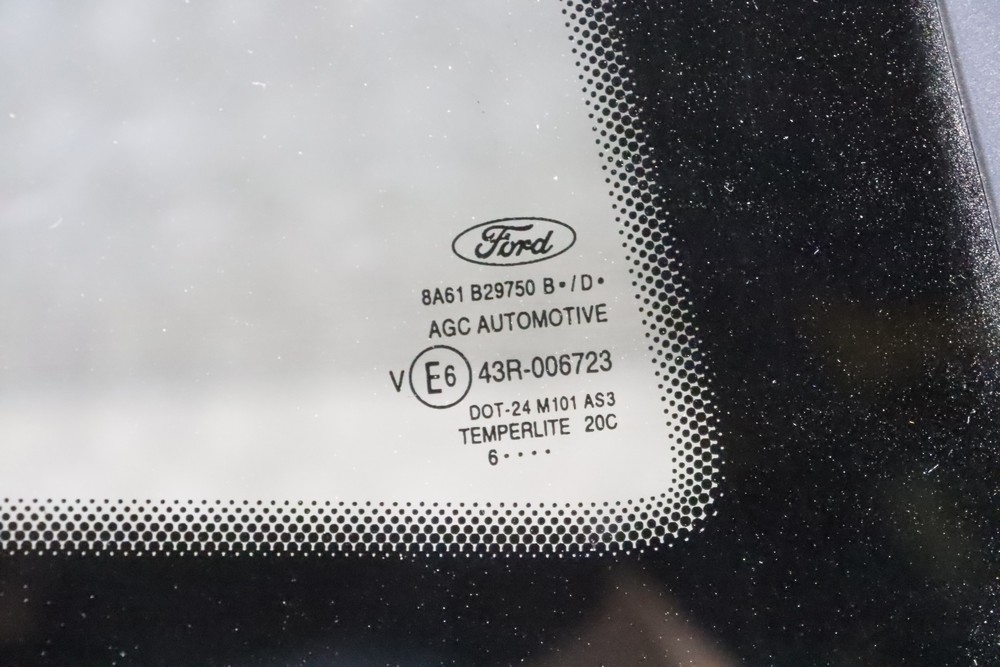 Ford
8A61 B29750 B•/D•
AGC AUTOMOTIVE
V E6 43R-006723
DOT-24 M101 AS3
TEMPERLITE 20C
6 • • • •